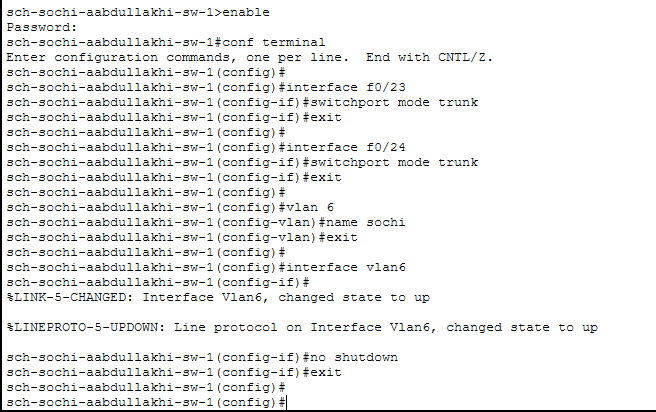 sch-sochi-aabdullakhi-sw-1>enable
Password:
sch-sochi-aabdullakhi-sw-1#conf terminal
Enter configuration commands, one per line.  End with CNTL/Z.
sch-sochi-aabdullakhi-sw-1(config)#
sch-sochi-aabdullakhi-sw-1(config)#interface f0/23
sch-sochi-aabdullakhi-sw-1(config-if)#switchport mode trunk
sch-sochi-aabdullakhi-sw-1(config-if)#exit
sch-sochi-aabdullakhi-sw-1(config)#
sch-sochi-aabdullakhi-sw-1(config)#interface f0/24
sch-sochi-aabdullakhi-sw-1(config-if)#switchport mode trunk
sch-sochi-aabdullakhi-sw-1(config-if)#exit
sch-sochi-aabdullakhi-sw-1(config)#
sch-sochi-aabdullakhi-sw-1(config)#vlan 6
sch-sochi-aabdullakhi-sw-1(config-vlan)#name sochi
sch-sochi-aabdullakhi-sw-1(config-vlan)#exit
sch-sochi-aabdullakhi-sw-1(config)#
sch-sochi-aabdullakhi-sw-1(config)#interface vlan6
sch-sochi-aabdullakhi-sw-1(config-if)#
%LINK-5-CHANGED: Interface Vlan6, changed state to up
%LINEPROTO-5-UPDOWN: Line protocol on Interface Vlan6, changed state to up
sch-sochi-aabdullakhi-sw-1(config-if)#no shutdown
sch-sochi-aabdullakhi-sw-1(config-if)#exit
sch-sochi-aabdullakhi-sw-1(config)#
sch-sochi-aabdullakhi-sw-1(config)#